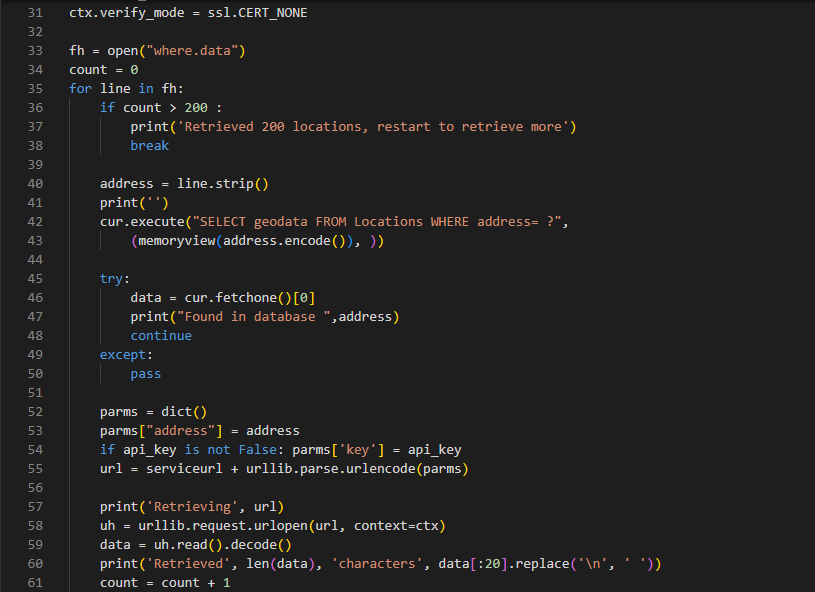 31 ctx.verify_mode = ssl.CERT_NONE
32
33 fh = open("where.data")
34 count = 0
35 for line in fh:
36     if count > 200 :
37         print('Retrieved 200 locations, restart to retrieve more')
38         break
39
40     address = line.strip()
41     print('')
42     cur.execute("SELECT geodata FROM Locations WHERE address= ?",
43         (memoryview(address.encode()), ))
44
45     try:
46         data = cur.fetchone()[0]
47         print("Found in database ",address)
48         continue
49     except:
50         pass
51
52     parms = dict()
53     parms["address"] = address
54     if api_key is not False: parms['key'] = api_key
55     url = serviceurl + urllib.parse.urlencode(parms)
56
57     print('Retrieving', url)
58     uh = urllib.request.urlopen(url, context=ctx)
59     data = uh.read().decode()
60     print('Retrieved', len(data), 'characters', data[:20].replace('\n', ' '))
61     count = count + 1